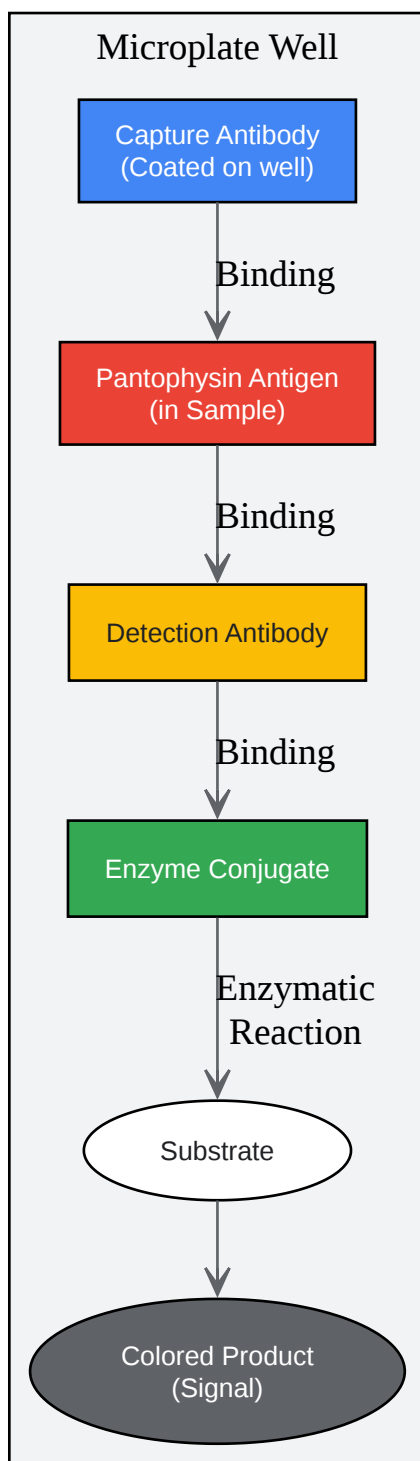 Microplate Well
Capture Antibody
(Coated on well)
Binding
Pantophysin Antigen
(in Sample)
Binding
Detection Antibody
Binding
Enzyme Conjugate
Enzymatic
Reaction
Substrate
Colored Product
(Signal)